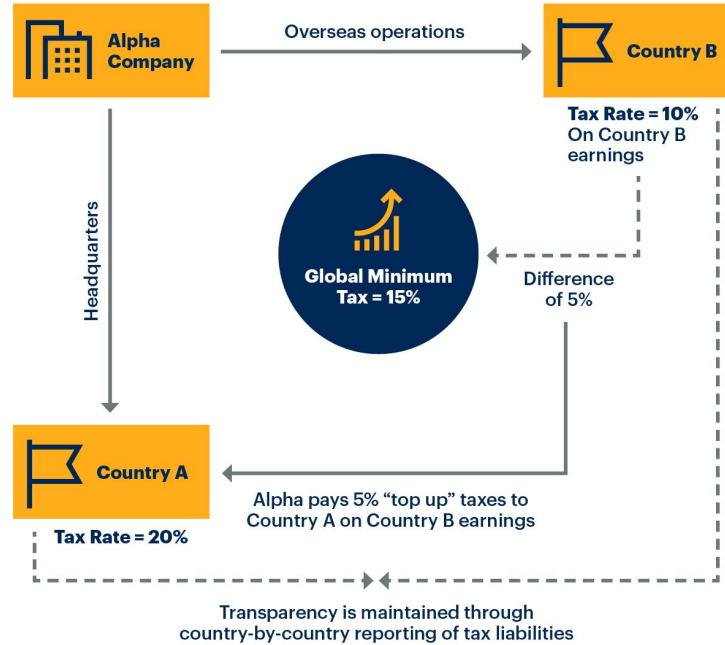 Alpha
Company
Overseas operations
Country B
Tax Rate = 10%
On Country B
earnings
Headquarters
Global Minimum
Tax = 15%
Difference
of 5%
Country A
Alpha pays 5% “top up” taxes to
Country A on Country B earnings
Tax Rate = 20%
Transparency is maintained through
country-by-country reporting of tax liabilities